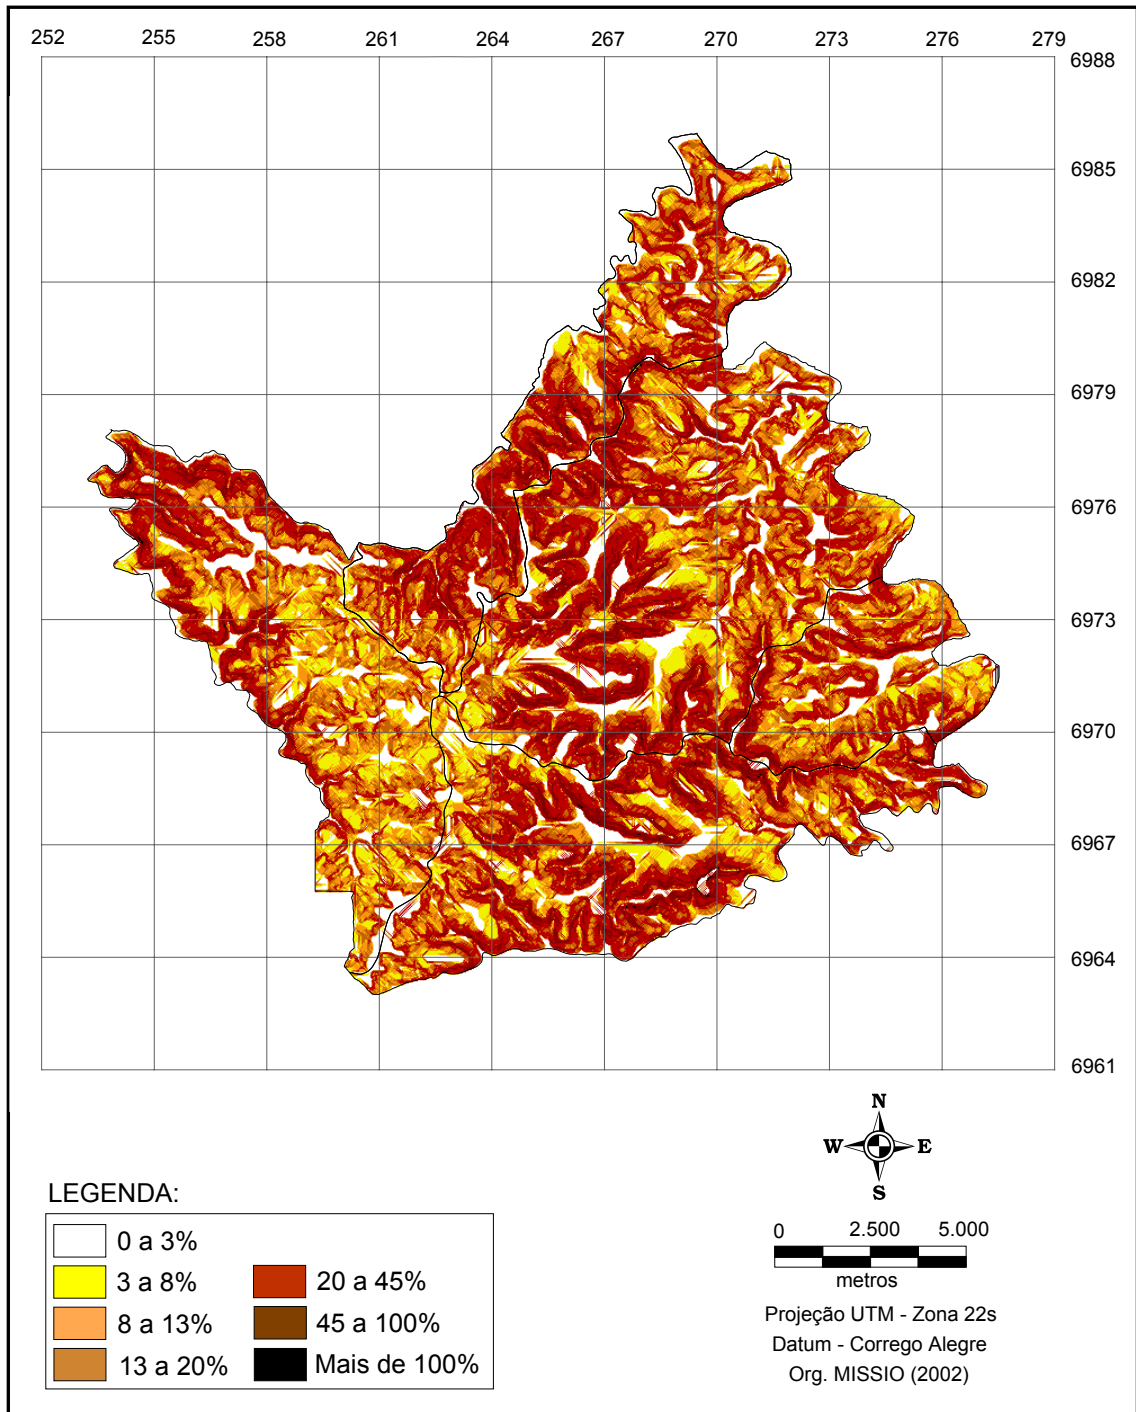 252 255 258 261 264 267 270 273 276 279
6988
6985
6982
6979
6976
6973
6970
6967
6964
6961
N
W E
S
LEGENDA:
0 a 3%
3 a 8% 20 a 45%
8 a 13% 45 a 100%
13 a 20% Mais de 100%
0 2.500 5.000
metros
Projeção UTM - Zona 22s
Datum - Corrego Alegre
Org. MISSIO (2002)